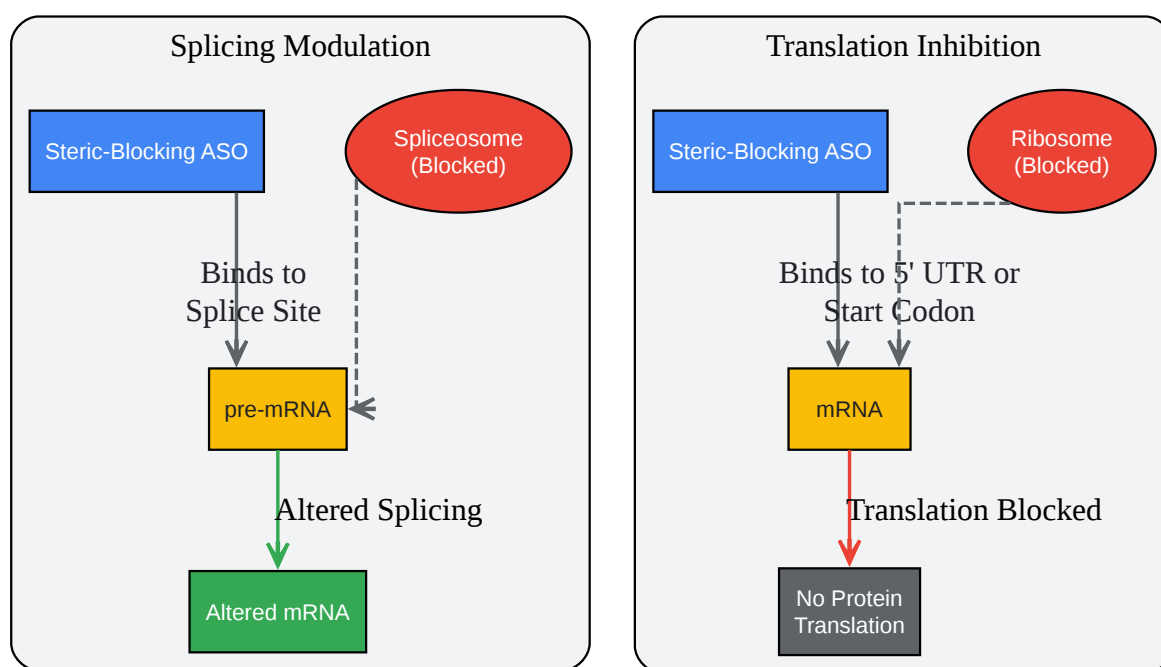 Splicing Modulation
Steric-Blocking ASO
Spliceosome
(Blocked)
Binds to
Splice Site
pre-mRNA
Altered Splicing
Altered mRNA
Translation Inhibition
Steric-Blocking ASO
Ribosome
(Blocked)
Binds to 5' UTR or
Start Codon
mRNA
Translation Blocked
No Protein
Translation